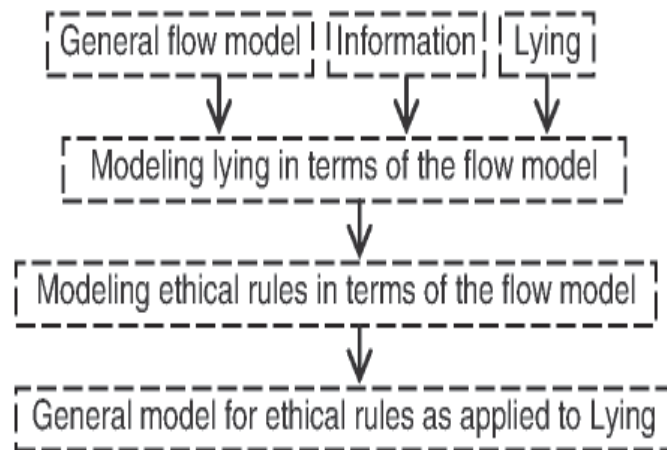 General flow model Information Lying
Modeling lying in terms of the flow model
Modeling ethical rules in terms of the flow model
General model for ethical rules as applied to Lying